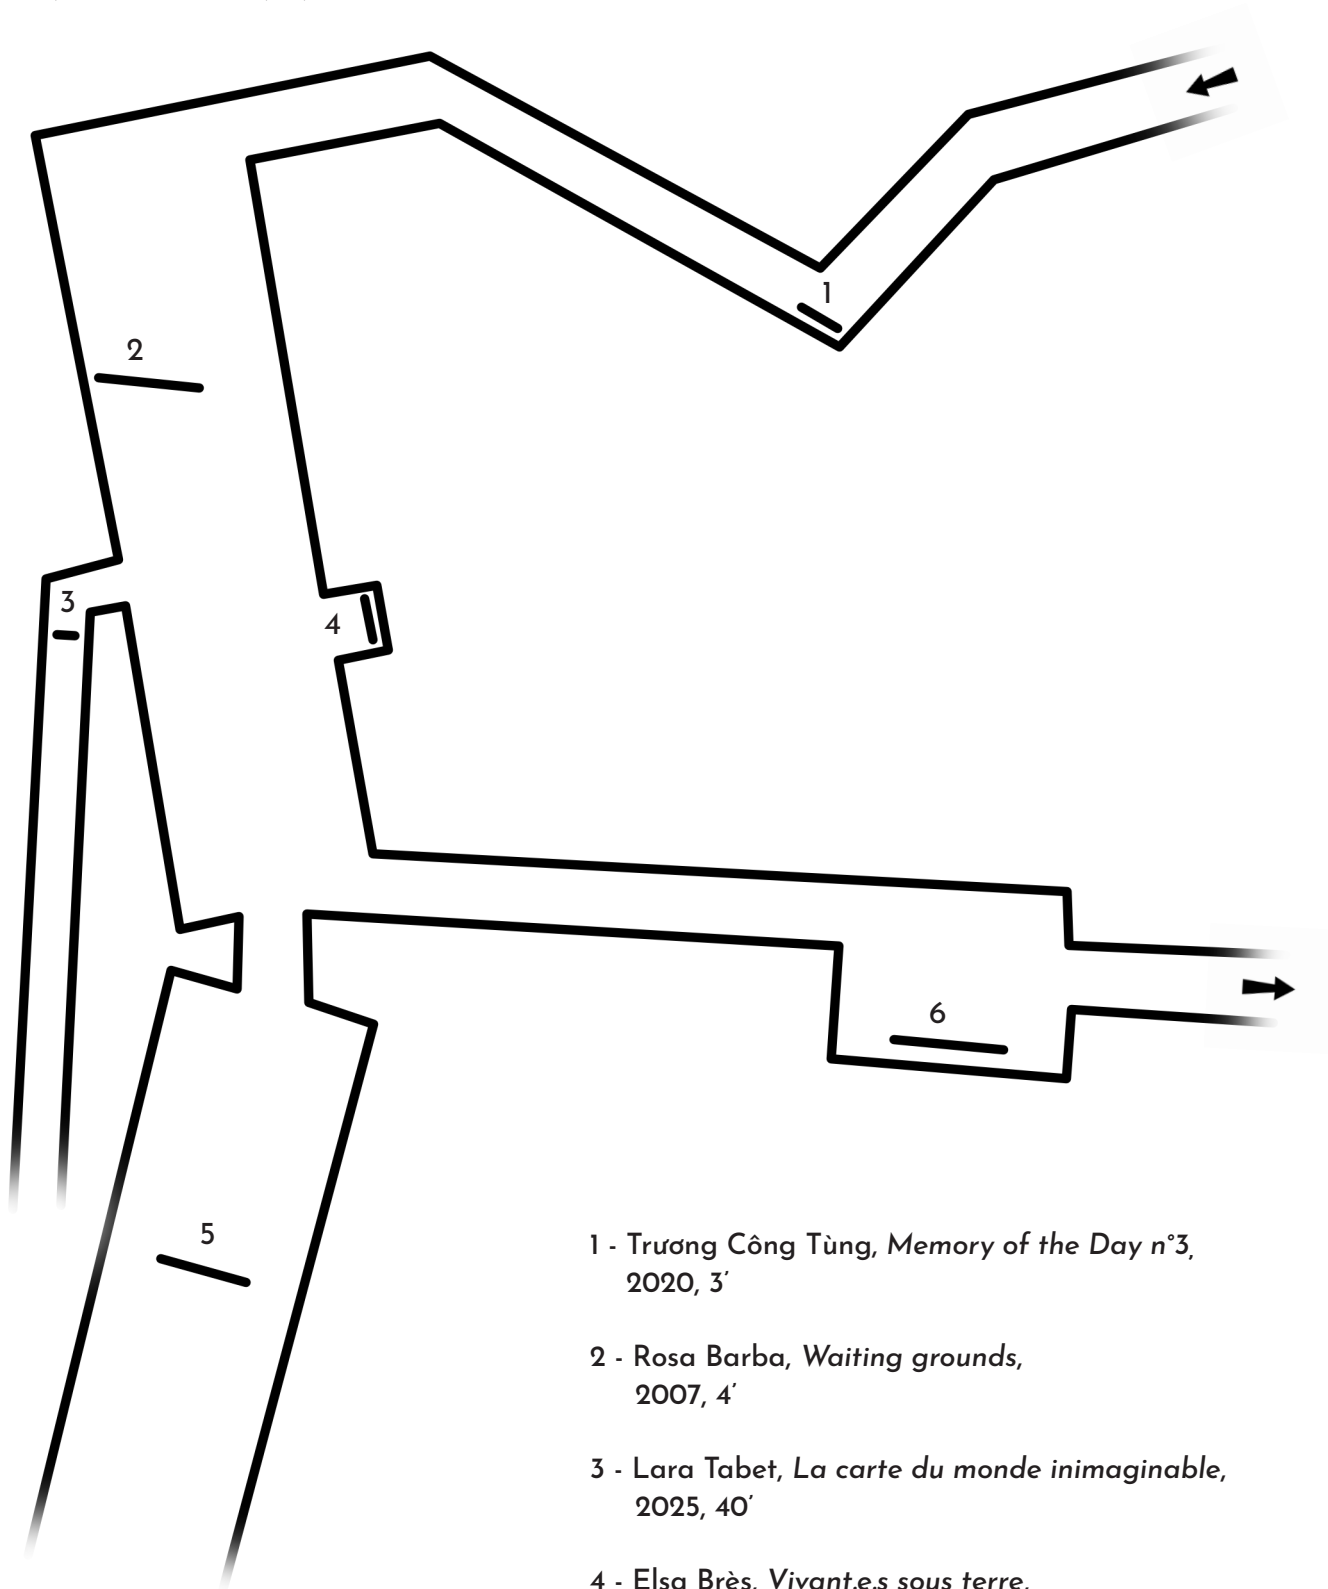 1
2
3
4
6
5
1 - Trương Công Tùng, Memory of the Day n°3,
2020, 3’
2 - Rosa Barba, Waiting grounds,
2007, 4’
3 - Lara Tabet, La carte du monde inimaginable,
2025, 40’
4 - Elsa Brès, Vivant.e.s sous terre,